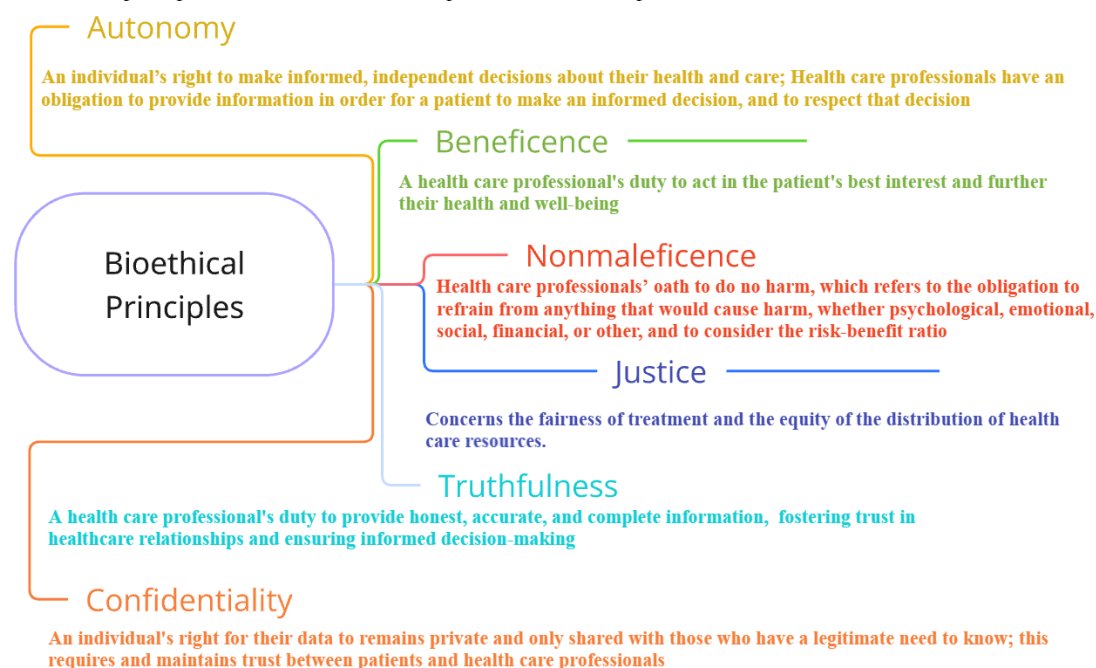 Autonomy
An individual’s right to make informed, independent decisions about their health and care; Health care professionals have an
obligation to provide information in order for a patient to make an informed decision, and to respect that decision
Beneficence
A health care professional's duty to act in the patient's best interest and further
their health and well-being
Bioethical
Principles
Nonmaleficence
Health care professionals’ oath to do no harm, which refers to the obligation to
refrain from anything that would cause harm, whether psychological, emotional,
social, financial, or other, and to consider the risk-benefit ratio
Justice
Concerns the fairness of treatment and the equity of the distribution of health
care resources.
Truthfulness
A health care professional's duty to provide honest, accurate, and complete information, fostering trust in
healthcare relationships and ensuring informed decision-making
Confidentiality
An individual's right for their data to remains private and only shared with those who have a legitimate need to know; this
requires and maintains trust between patients and health care professionals